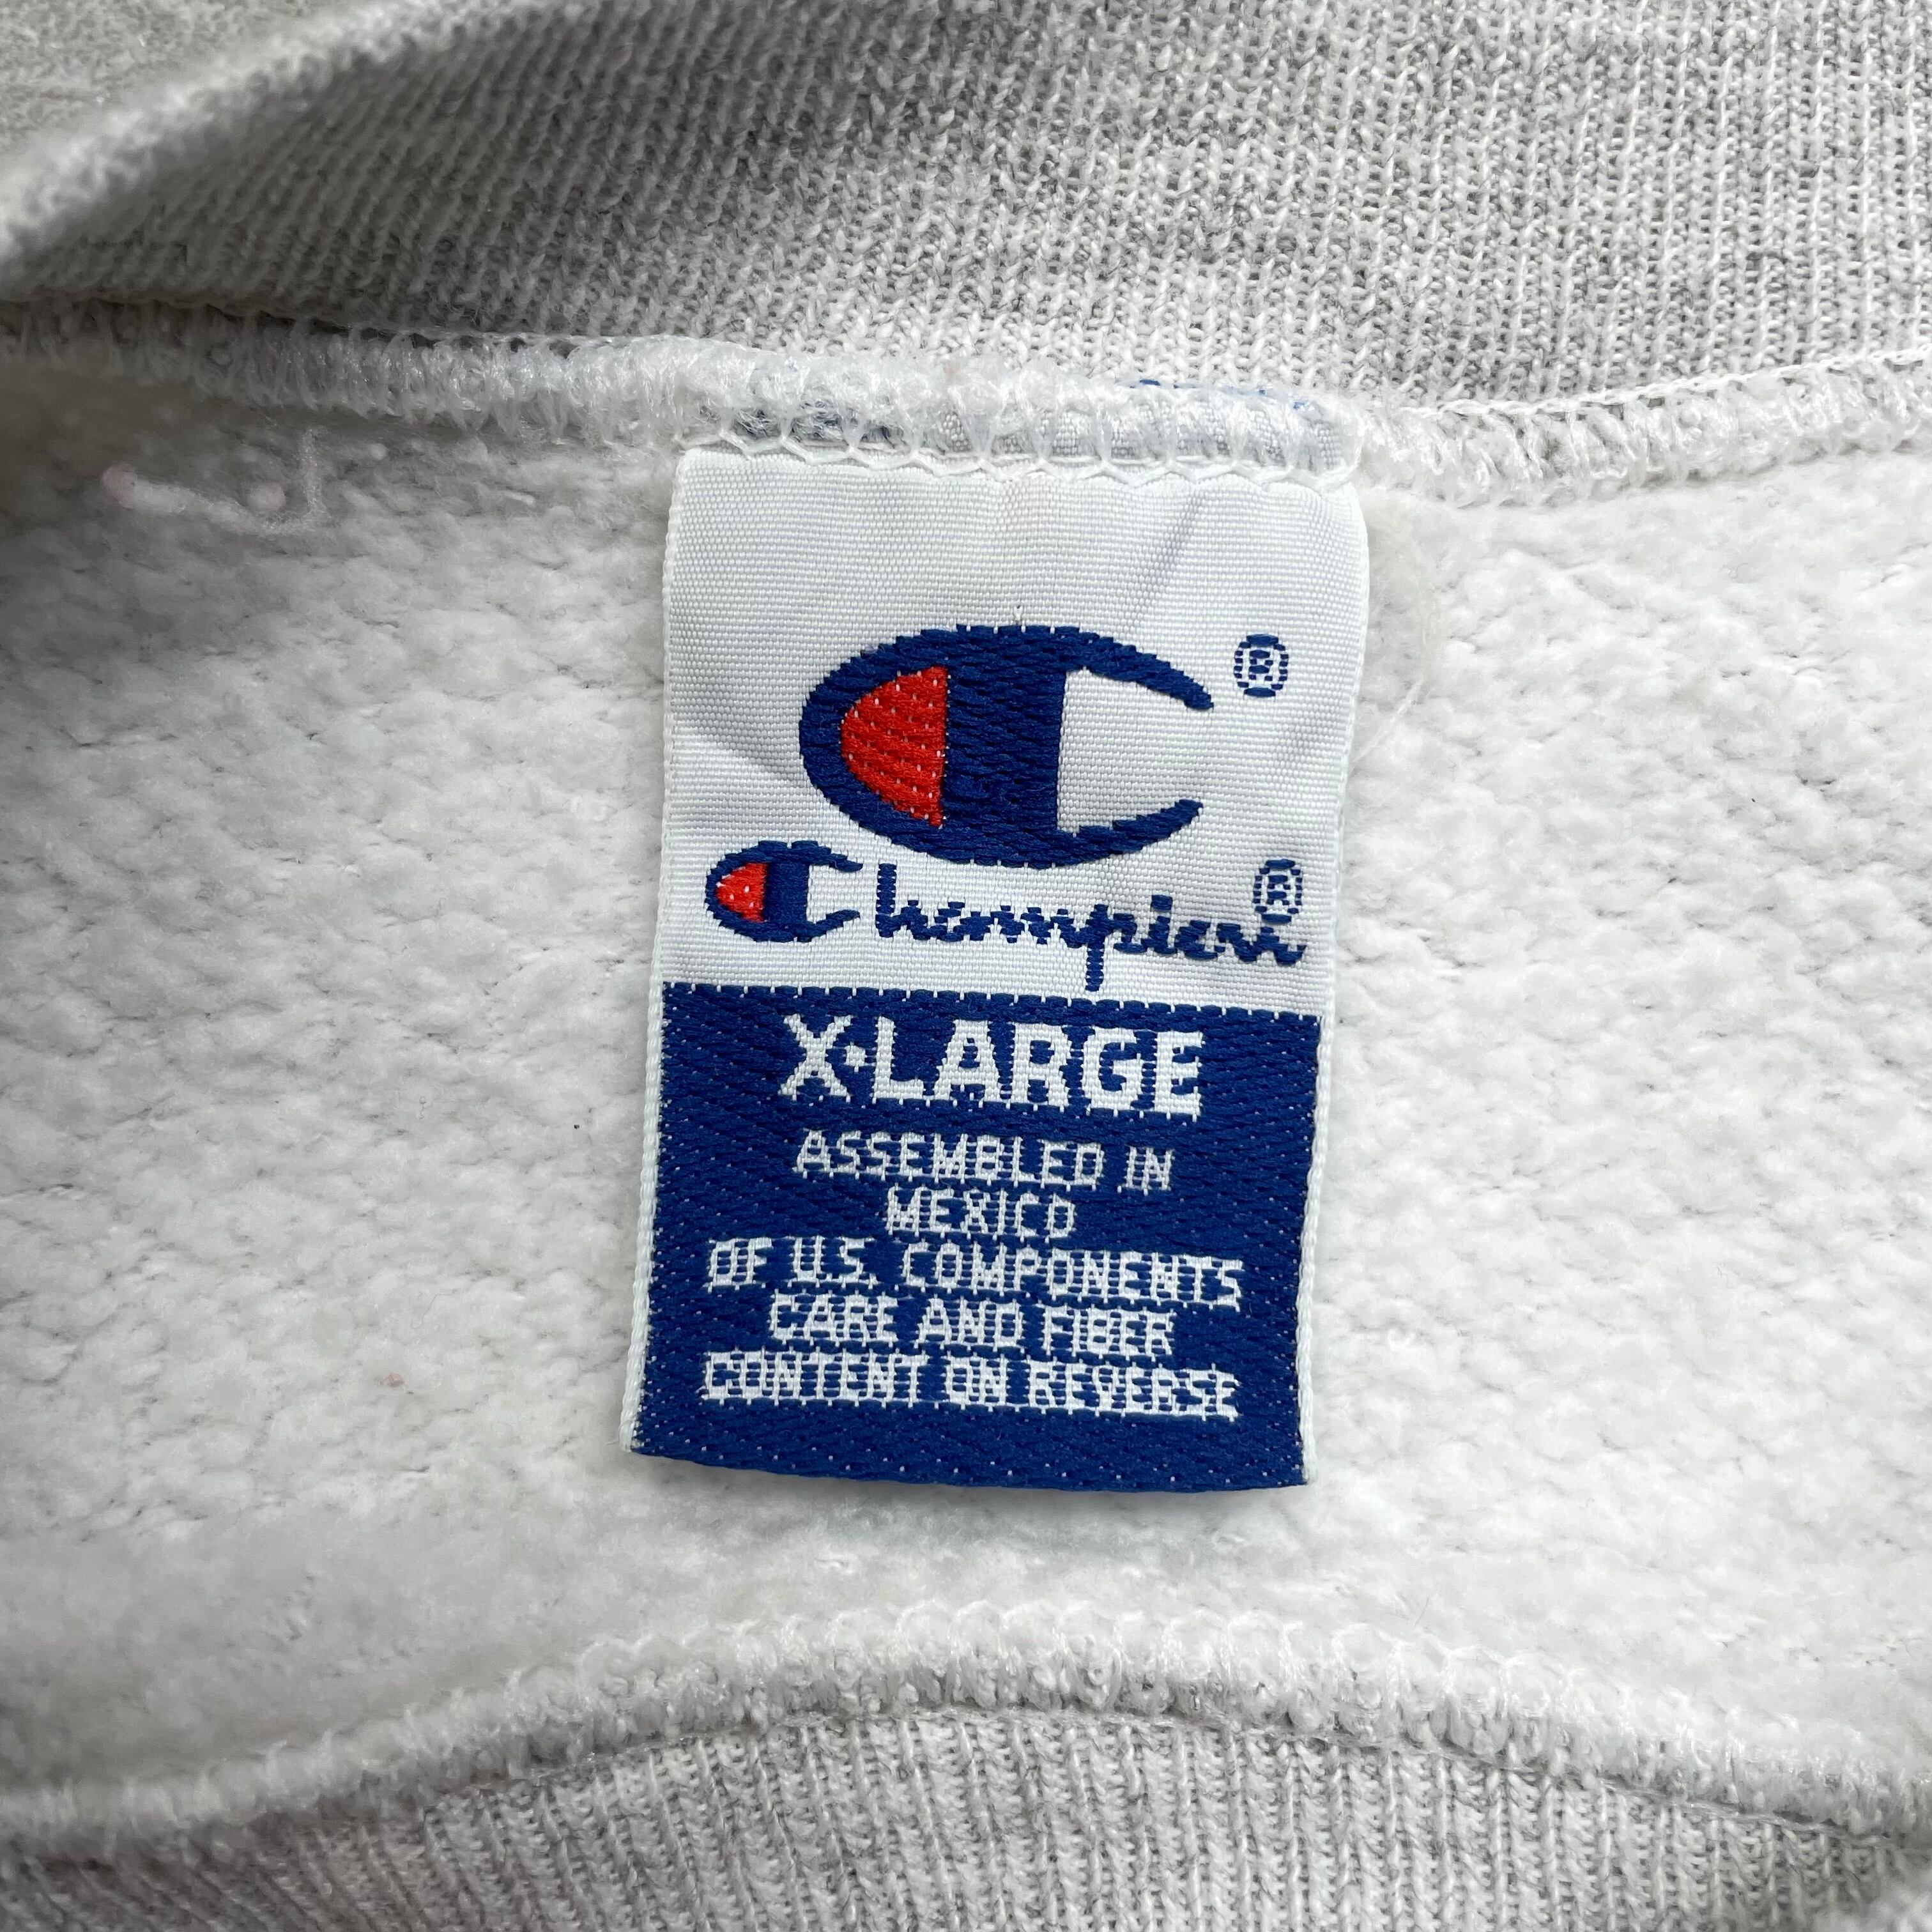 ®
Champion®
X-LARGE
ASSEMBLED IN
MEXICO
OF U.S. COMPONENTS
CARE AND FIBER
CONTENT ON REVERSE